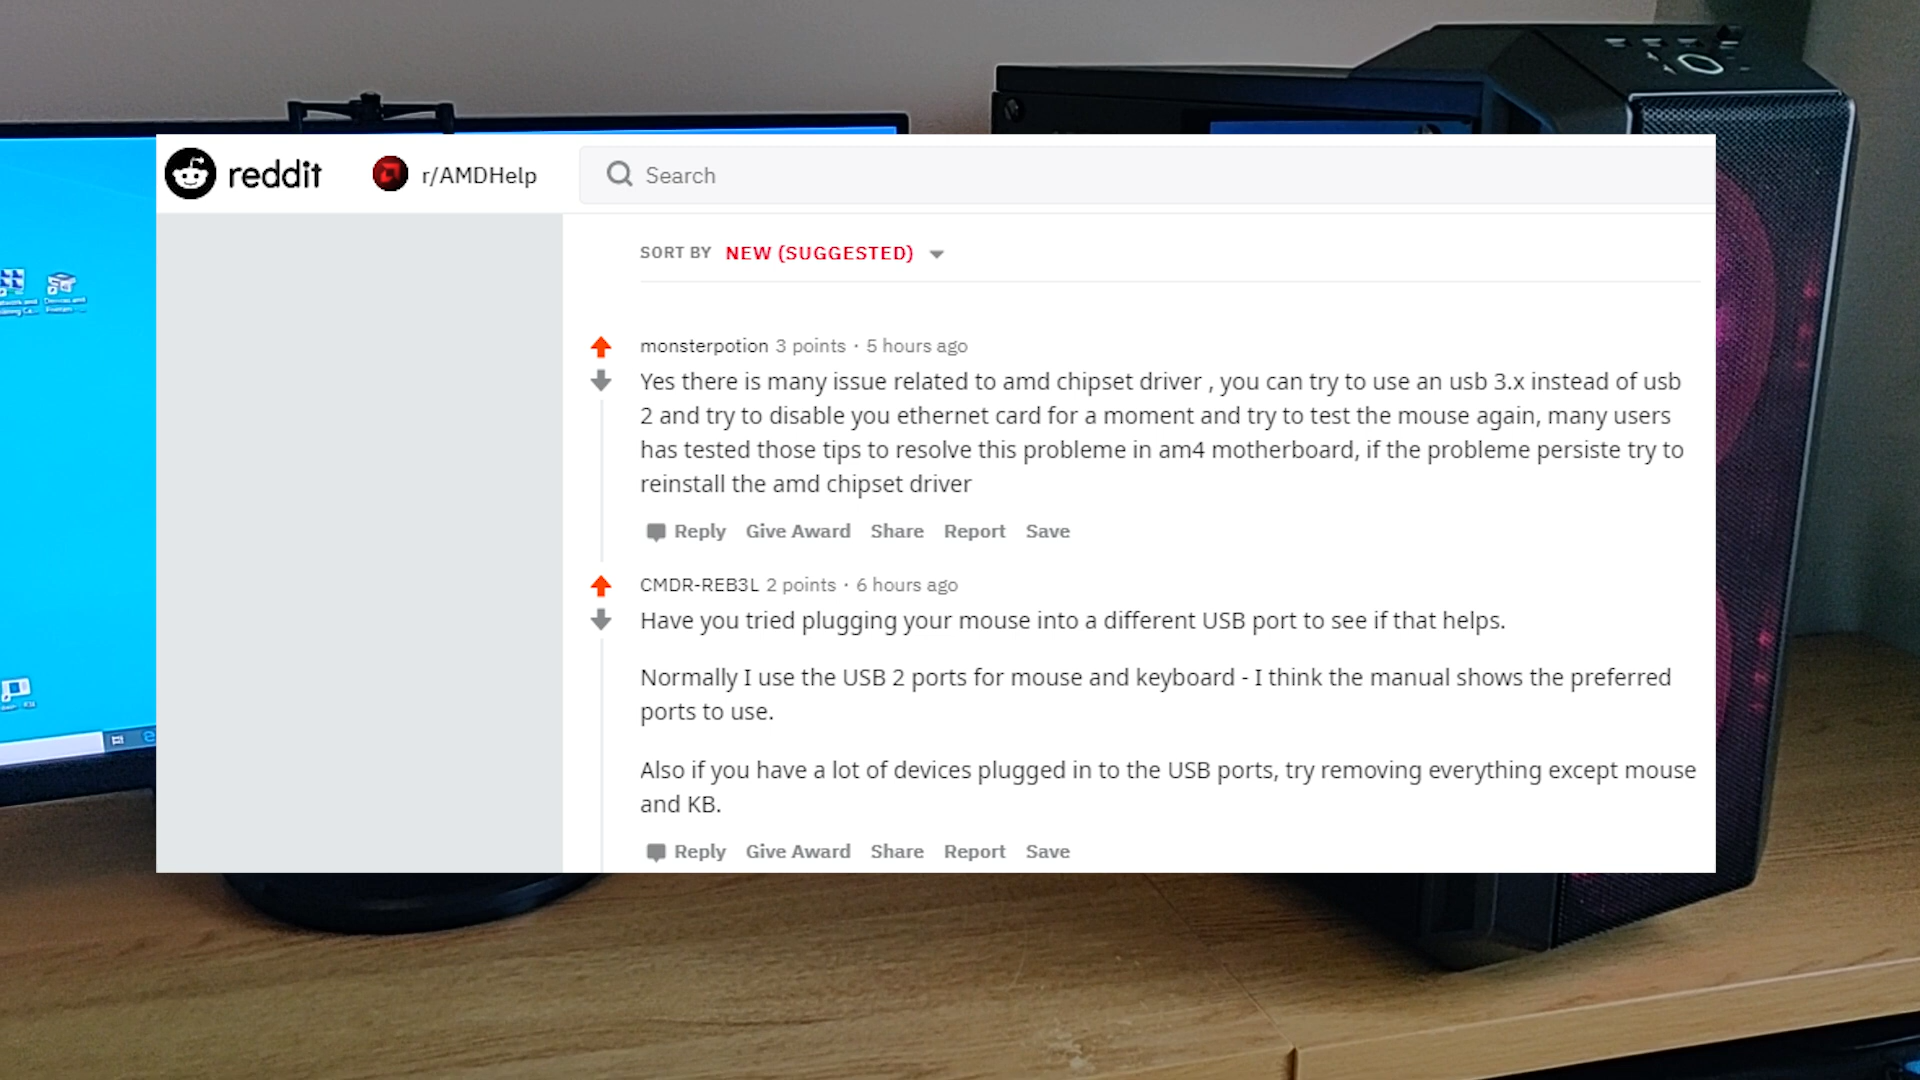 reddit
r/AMDHelp
Search
SORT BY NEW (SUGGESTED)
monsterpotion 3 points · 5 hours ago
Yes there is many issue related to amd chipset driver , you can try to use an usb 3.x instead of usb
2 and try to disable you ethernet card for a moment and try to test the mouse again, many users
has tested those tips to resolve this probleme in am4 motherboard, if the probleme persiste try to
reinstall the amd chipset driver
Reply Give Award Share Report Save
CMDR-REB3L 2 points · 6 hours ago
Have you tried plugging your mouse into a different USB port to see if that helps.
Normally I use the USB 2 ports for mouse and keyboard - I think the manual shows the preferred
ports to use.
Also if you have a lot of devices plugged in to the USB ports, try removing everything except mouse
and KB.
Reply Give Award Share Report Save